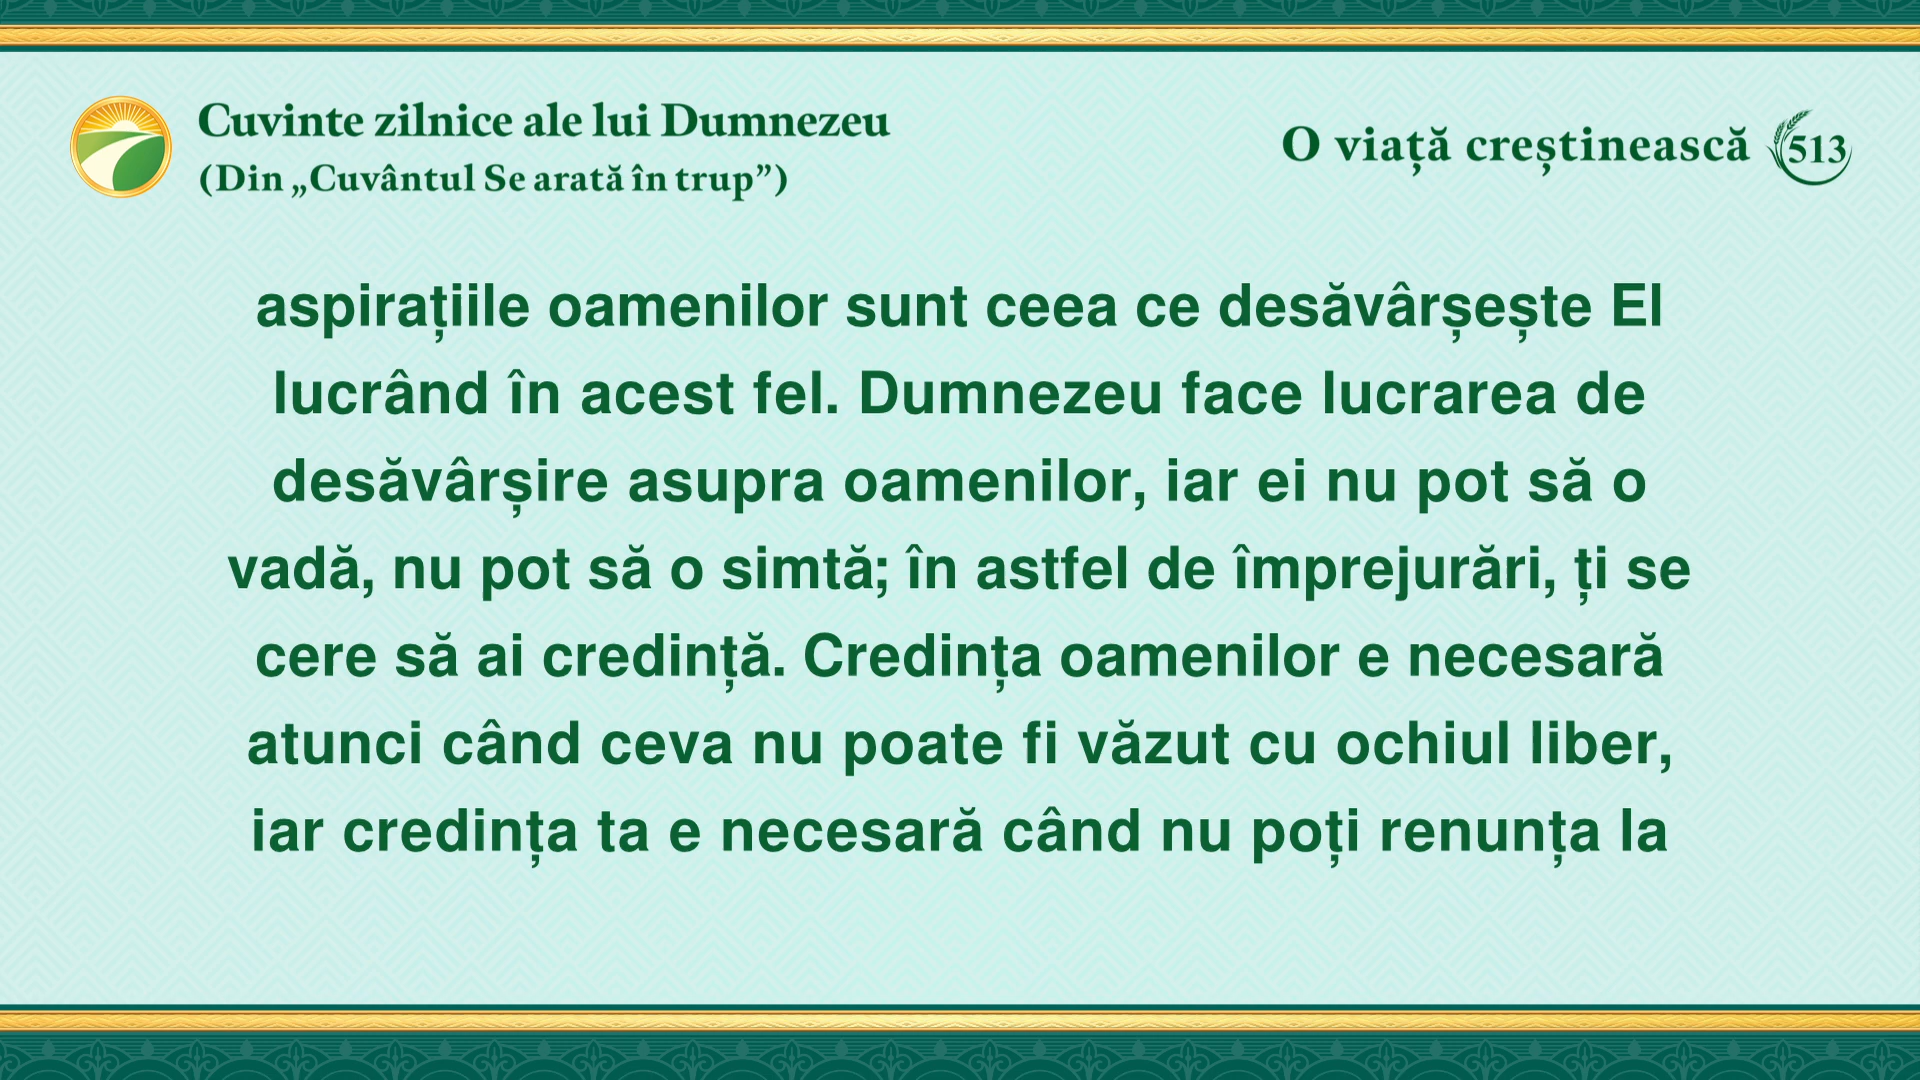 Cuvinte zilnice ale lui Dumnezeu
(Din „Cuvântul Se arată în trup”)
O viață creștinească 513
aspirațiile oamenilor sunt ceea ce desăvârșește El
lucrând în acest fel. Dumnezeu face lucrarea de
desăvârșire asupra oamenilor, iar ei nu pot să o
vadă, nu pot să o simtă; în astfel de împrejurări, ți se
cere să ai credință. Credința oamenilor e necesară
atunci când ceva nu poate fi văzut cu ochiul liber,
iar credința ta e necesară când nu poți renunța la